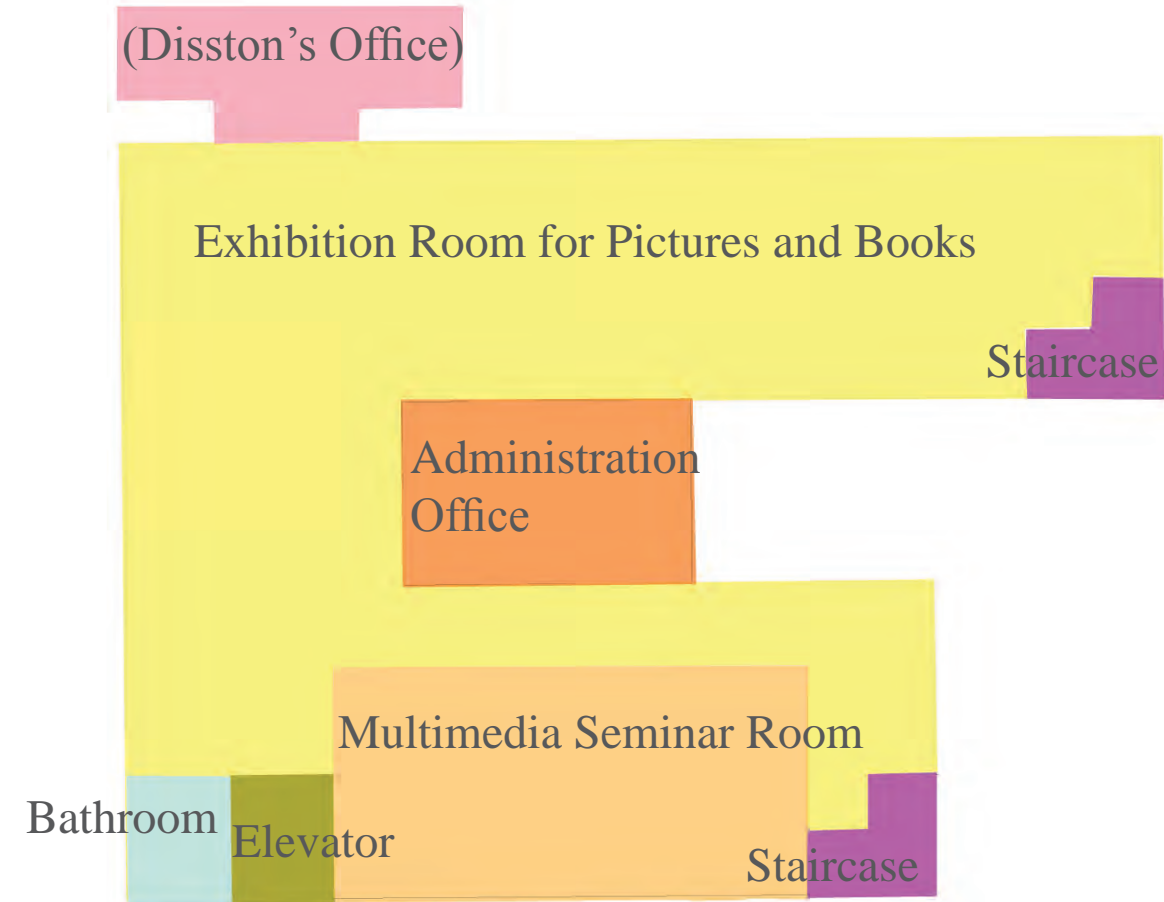 (Disston’s Office)
Exhibition Room for Pictures and Books
Staircase
Administration
Office
Multimedia Seminar Room
Bathroom
Elevator
Staircase